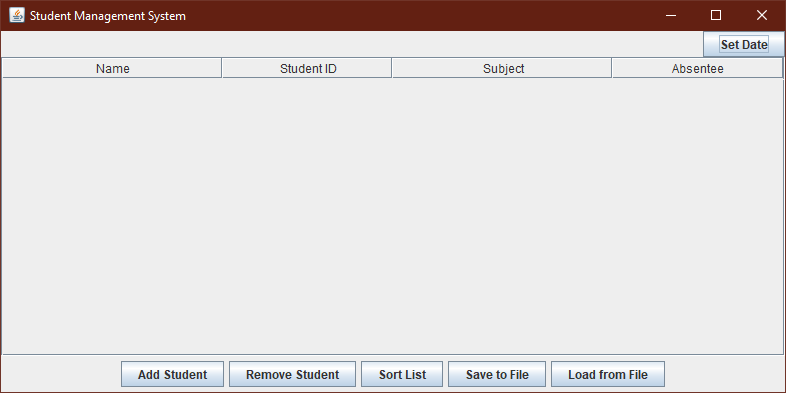 Student Management System
Set Date
Name Student ID Subject Absentee
Add Student Remove Student Sort List Save to File Load from File